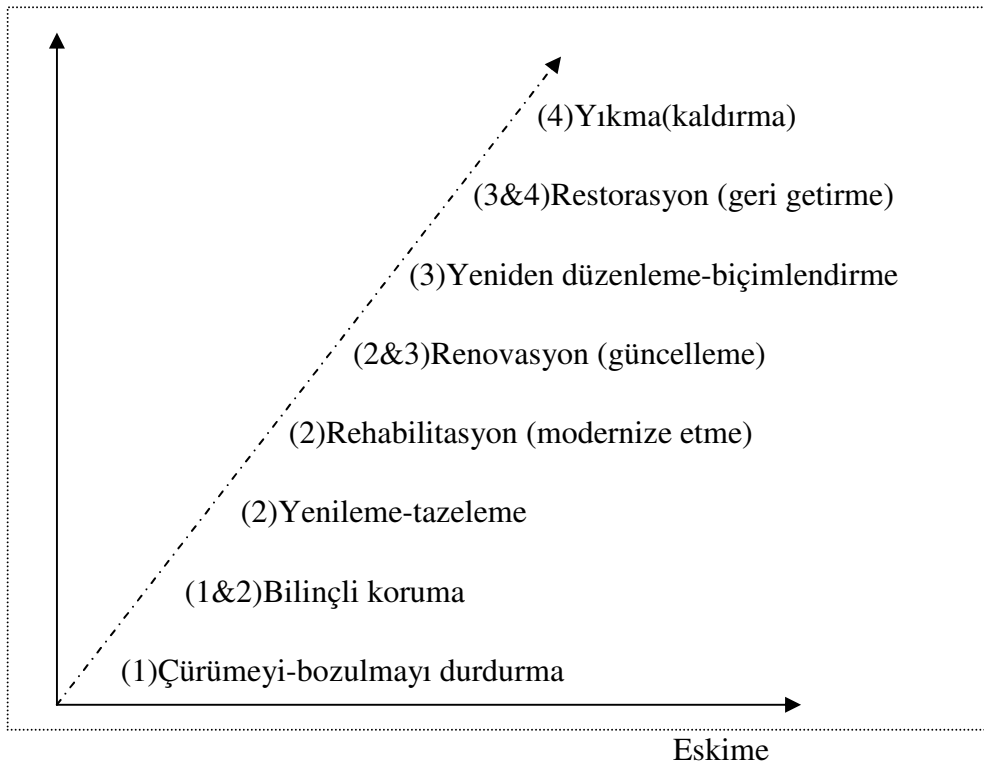 (4)Yıkma(kaldırma)
(3&4)Restorasyon (geri getirme)
(3)Yeniden düzenleme-biçimlendirme
(2&3)Renovasyon (güncelleme)
(2)Rehabilitasyon (modernize etme)
(2)Yenileme-tazeleme
(1&2)Bilinçli koruma
(1)Çürümeyi-bozulmayı durdurma
Eskime